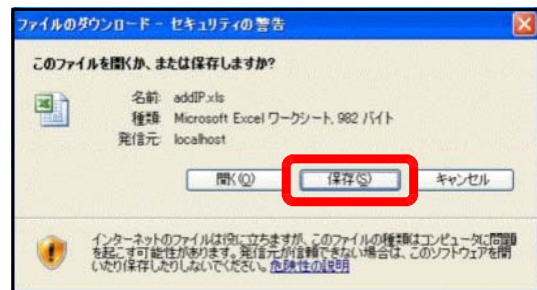 ファイルのダウンロード - セキュリティの警告
このファイルを開くか、または保存しますか?
名前: addIP.xls
種類: Microsoft Excel ワークシート, 982 バイト
発信元: localhost
開く(O) 保存(S) キャンセル
インターネットのファイルは役に立ちますが、このファイルの種類はコンピュータに問題
を起こす可能性があります。発信元が信頼できない場合は、このソフトウェアを開
いたり保存したりしないでください。危険性の説明